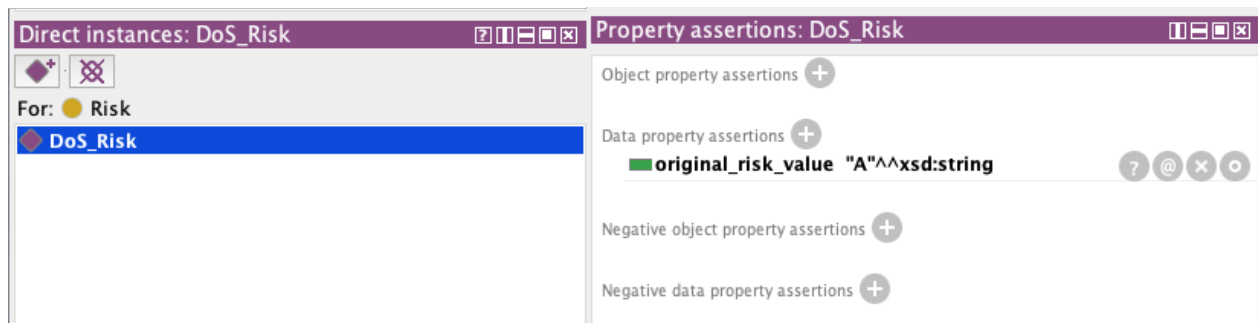 Direct instances: DoS_Risk
For: Risk
DoS_Risk
Property assertions: DoS_Risk
Object property assertions
Data property assertions
original_risk_value "A"^^xsd:string
Negative object property assertions
Negative data property assertions